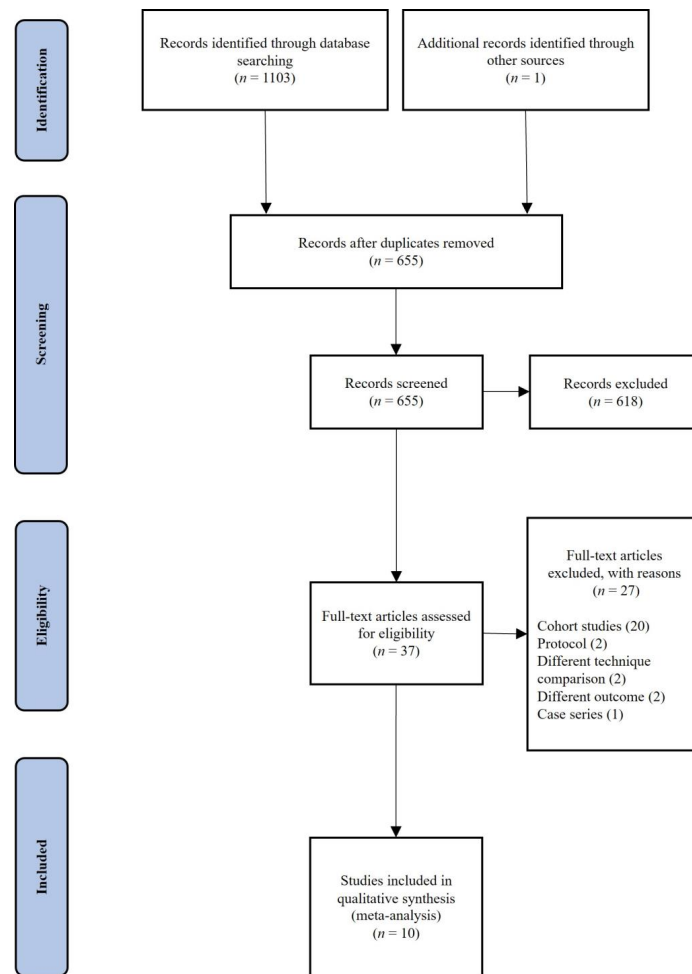 Identification
Records identified through database
searching
(n = 1103)
Additional records identified through
other sources
(n = 1)
Screening
Records after duplicates removed
(n = 655)
Records screened
(n = 655)
Records excluded
(n = 618)
Eligibility
Full-text articles assessed
for eligibility
(n = 37)
Full-text articles
excluded, with reasons
(n = 27)
Cohort studies (20)
Protocol (2)
Different technique
comparison (2)
Different outcome (2)
Case series (1)
Included
Studies included in
qualitative synthesis
(meta-analysis)
(n = 10)